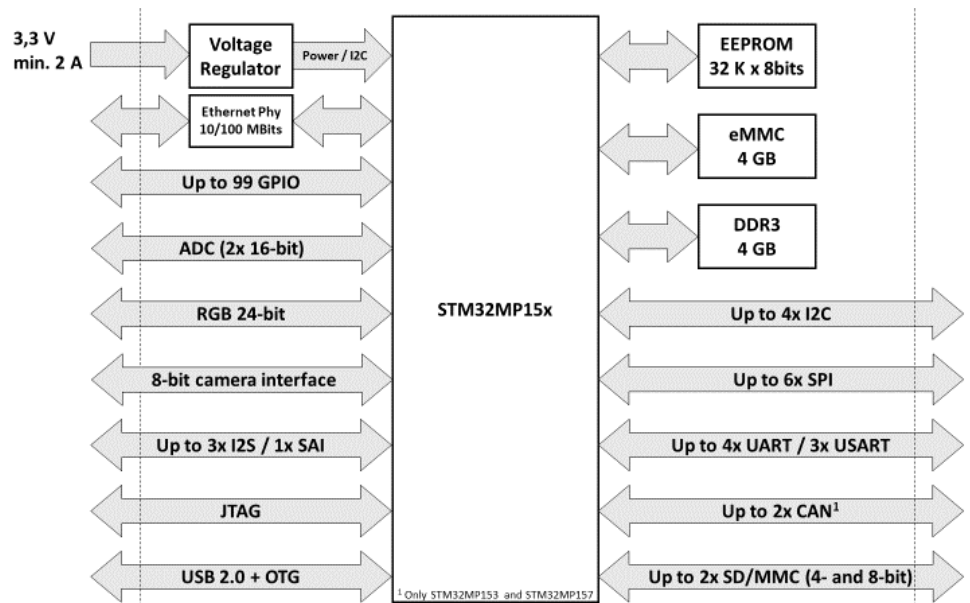 3,3 V
min. 2 A
Voltage
Regulator
Power / I2C
Ethernet Phy
10/100 MBits
Up to 99 GPIO
ADC (2x 16-bit)
RGB 24-bit
8-bit camera interface
Up to 3x I2S / 1x SAI
JTAG
USB 2.0 + OTG
STM32MP15x
¹ Only STM32MP153 and STM32MP157
EEPROM
32 K x 8bits
eMMC
4 GB
DDR3
4 GB
Up to 4x I2C
Up to 6x SPI
Up to 4x UART / 3x USART
Up to 2x CAN¹
Up to 2x SD/MMC (4- and 8-bit)